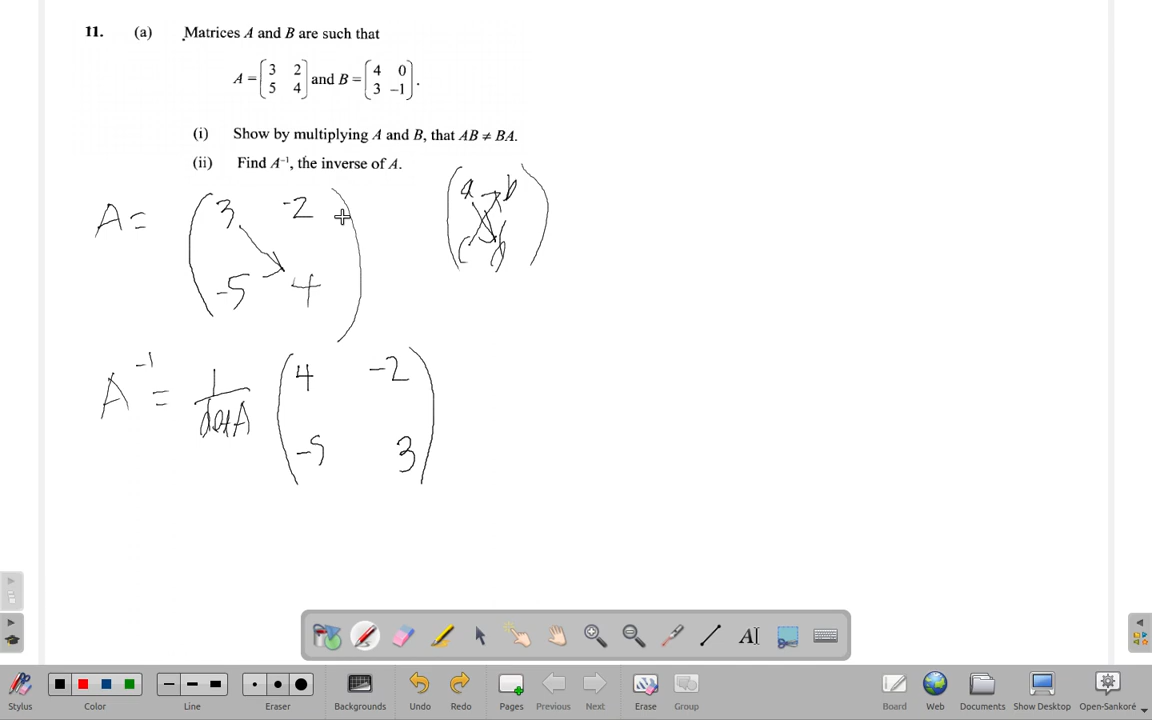 11. (a) Matrices A and B are such that
A = [3 2
5 4] and B = [4 0
3 –1].
(i) Show by multiplying A and B, that AB ≠ BA.
(ii) Find A⁻¹, the inverse of A.
A = (3 -2
-5 4)
(a b
c d)
A⁻¹ = 1/detA (4 -2
-5 3)
Stylus Color Line Eraser Backgrounds Undo Redo Pages Previous Next Erase Group Board Web Documents Show Desktop Open-Sankoré